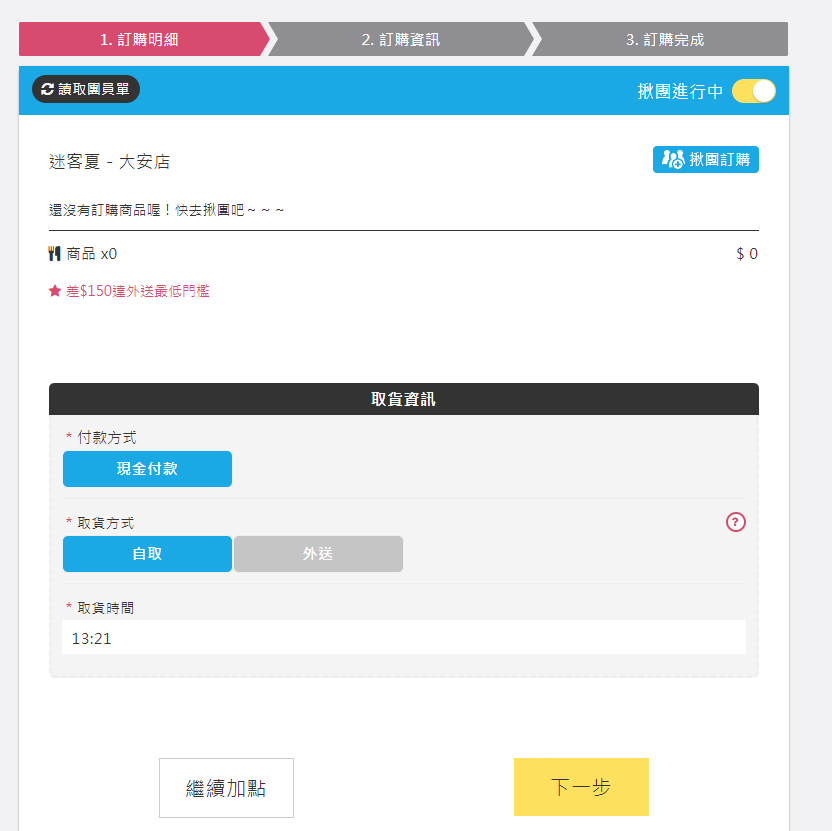 1. 訂購明細
2. 訂購資訊
3. 訂購完成
讀取團員單
揪團進行中
迷客夏 - 大安店
揪團訂購
還沒有訂購商品喔！快去揪團吧～～～
商品 x0
$ 0
差$150達外送最低門檻
取貨資訊
* 付款方式
現金付款
* 取貨方式
?
自取
外送
* 取貨時間
13:21
繼續加點
下一步